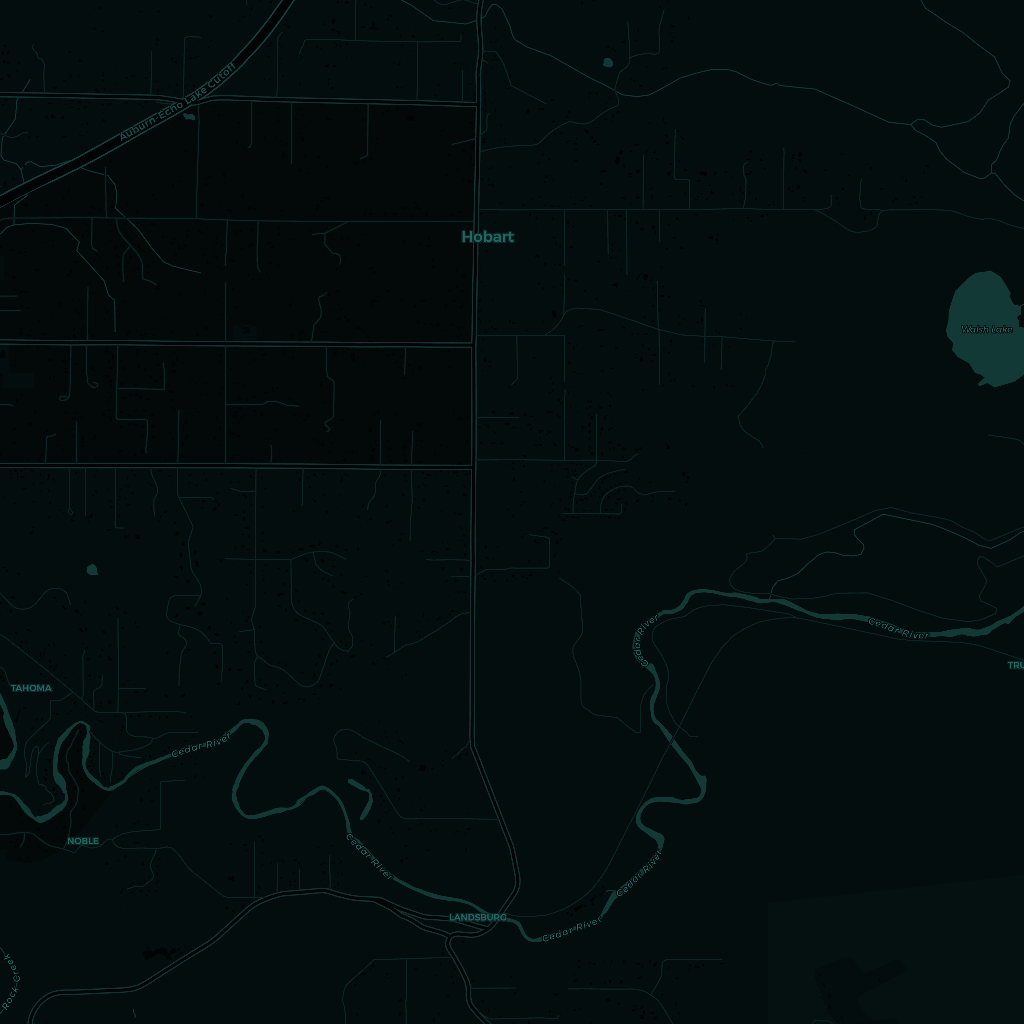 Auburn-Echo Lake Cutoff
Hobart
Walsh Lake
Cedar River
Cedar River
TRU
TAHOMA
Cedar River
NOBLE
Cedar River
Cedar River
LANDSBURG
Cedar River
Rock-Creek